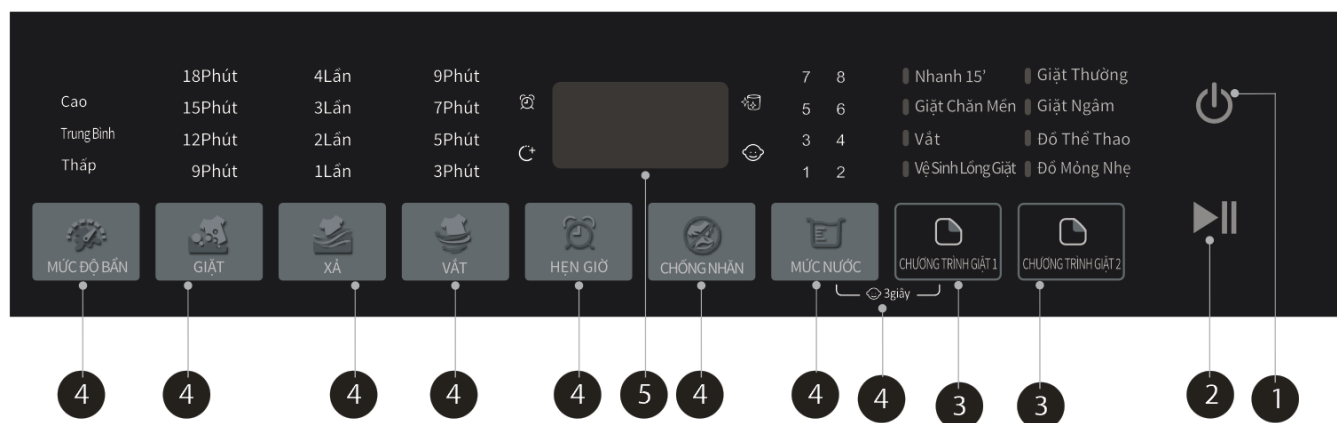 18Phút 4Lần 9Phút 7 8 Nhanh 15’ Giặt Thường
Cao 15Phút 3Lần 7Phút 5 6 Giặt Chăn Mền Giặt Ngâm
Trung Bình 12Phút 2Lần 5Phút 3 4 Vắt Đồ Thể Thao
Thấp 9Phút 1Lần 3Phút 1 2 Vệ Sinh Lồng Giặt Đồ Mỏng Nhẹ
MỨC ĐỘ BẨN GIẶT XẢ VẮT HẸN GIỜ CHỐNG NHĂN MỨC NƯỚC CHƯƠNG TRÌNH GIẶT 1 CHƯƠNG TRÌNH GIẶT 2
3giây
4 4 4 4 4 5 4 4 4 3 3 2 1